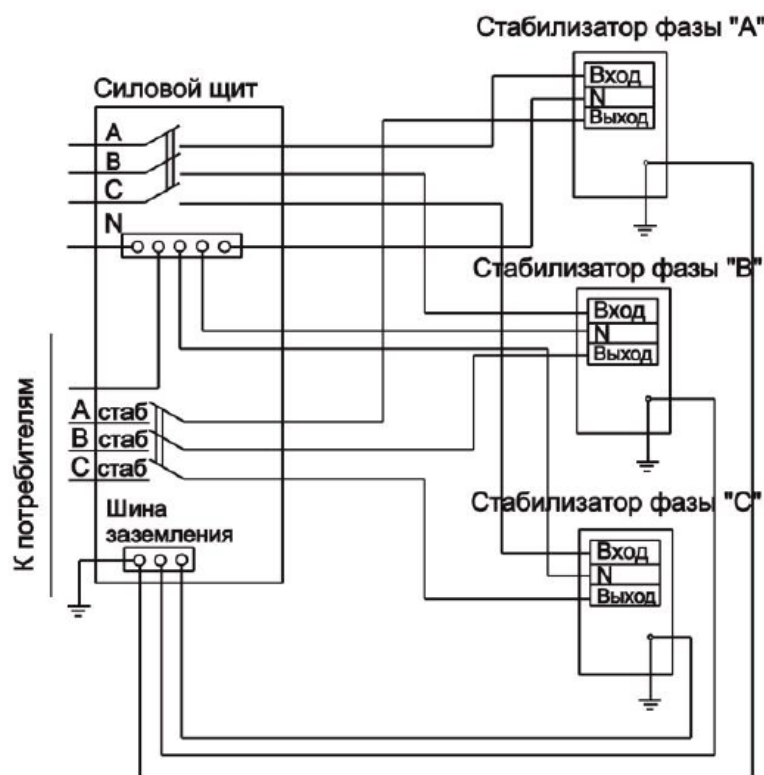 Стабилизатор фазы "А"
Вход
N
Выход
Силовой щит
А
В
С
N
Стабилизатор фазы "В"
Вход
N
Выход
К потребителям
А стаб
В стаб
С стаб
Шина
заземления
Стабилизатор фазы "С"
Вход
N
Выход